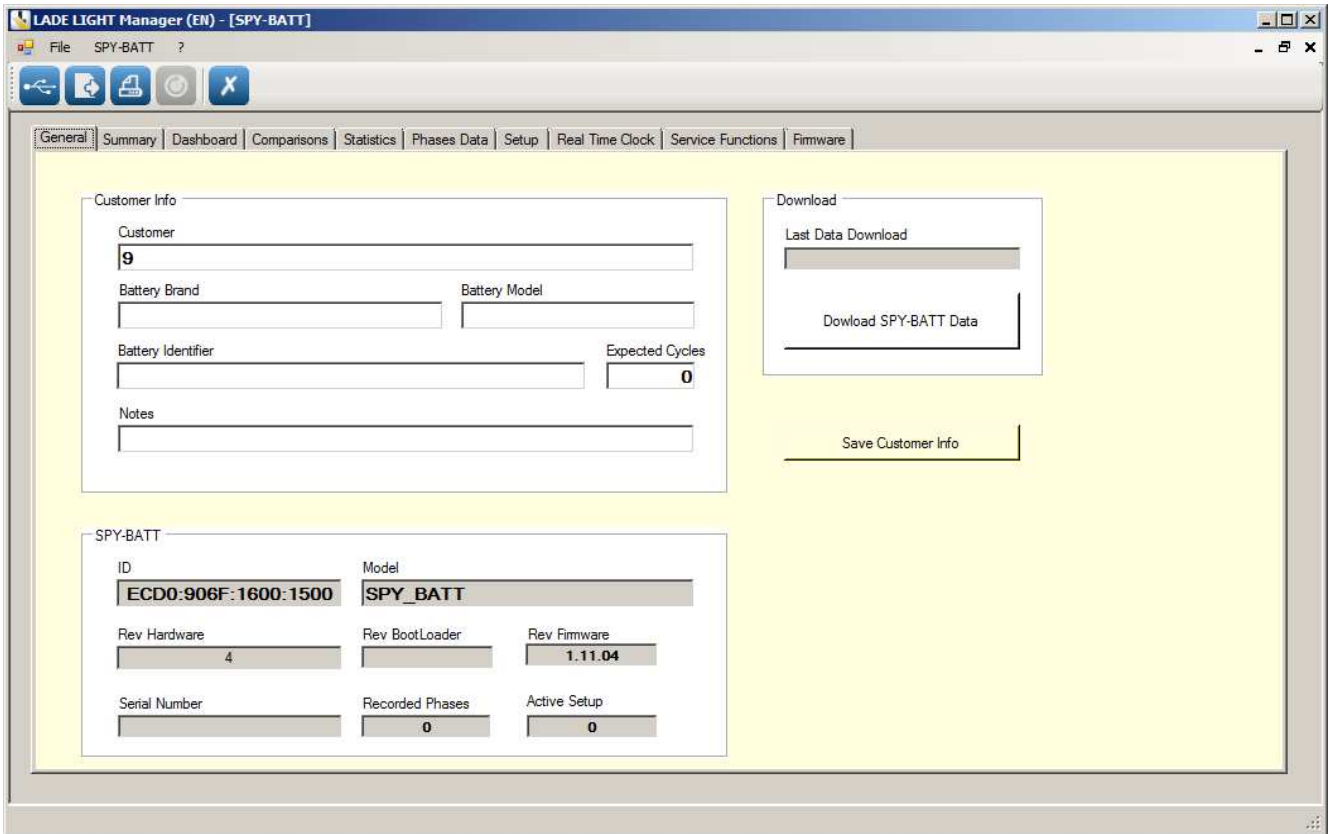 LADE LIGHT Manager (EN) - [SPY-BATT]
File SPY-BATT ?
General Summary Dashboard Comparisons Statistics Phases Data Setup Real Time Clock Service Functions Firmware
Customer Info
Customer
9
Battery Brand Battery Model
Battery Identifier Expected Cycles
0
Notes
Download
Last Data Download
Dowload SPY-BATT Data
Save Customer Info
SPY-BATT
ID Model
ECD0:906F:1600:1500 SPY_BATT
Rev Hardware Rev BootLoader Rev Firmware
4 1.11.04
Serial Number Recorded Phases Active Setup
0 0